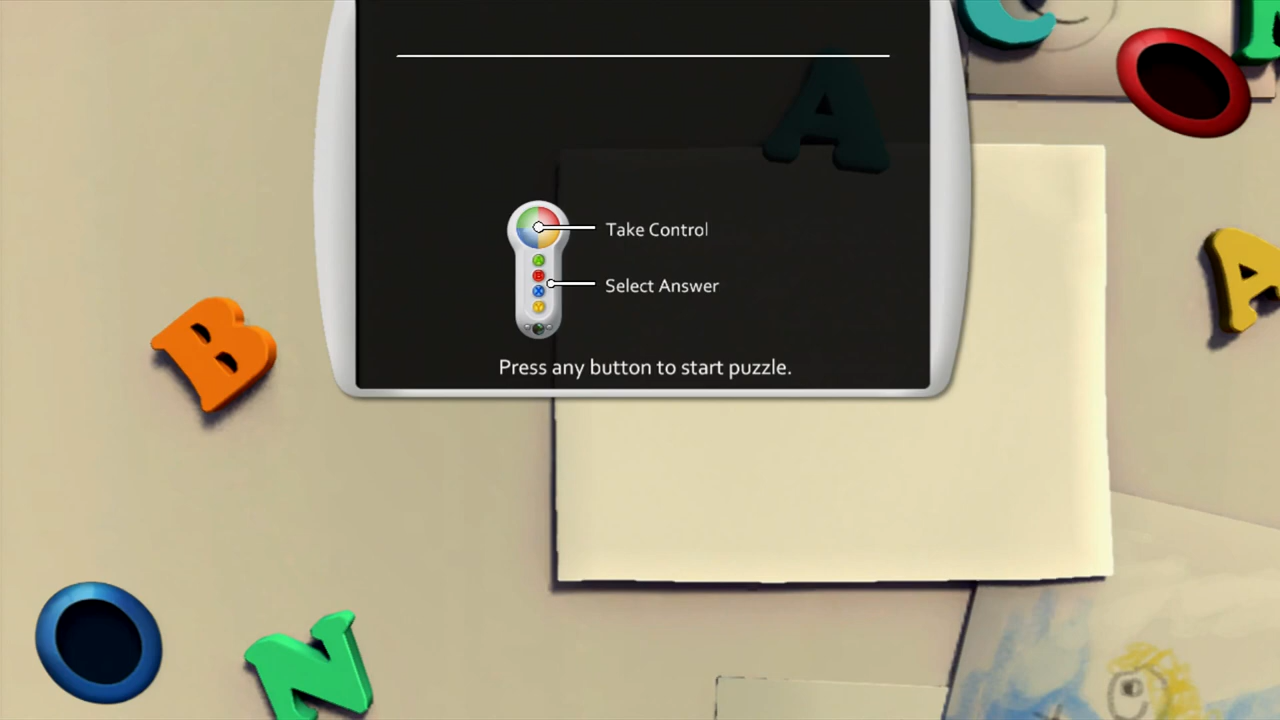 C
A
Take Control
Select Answer
A
B
Press any button to start puzzle.
N